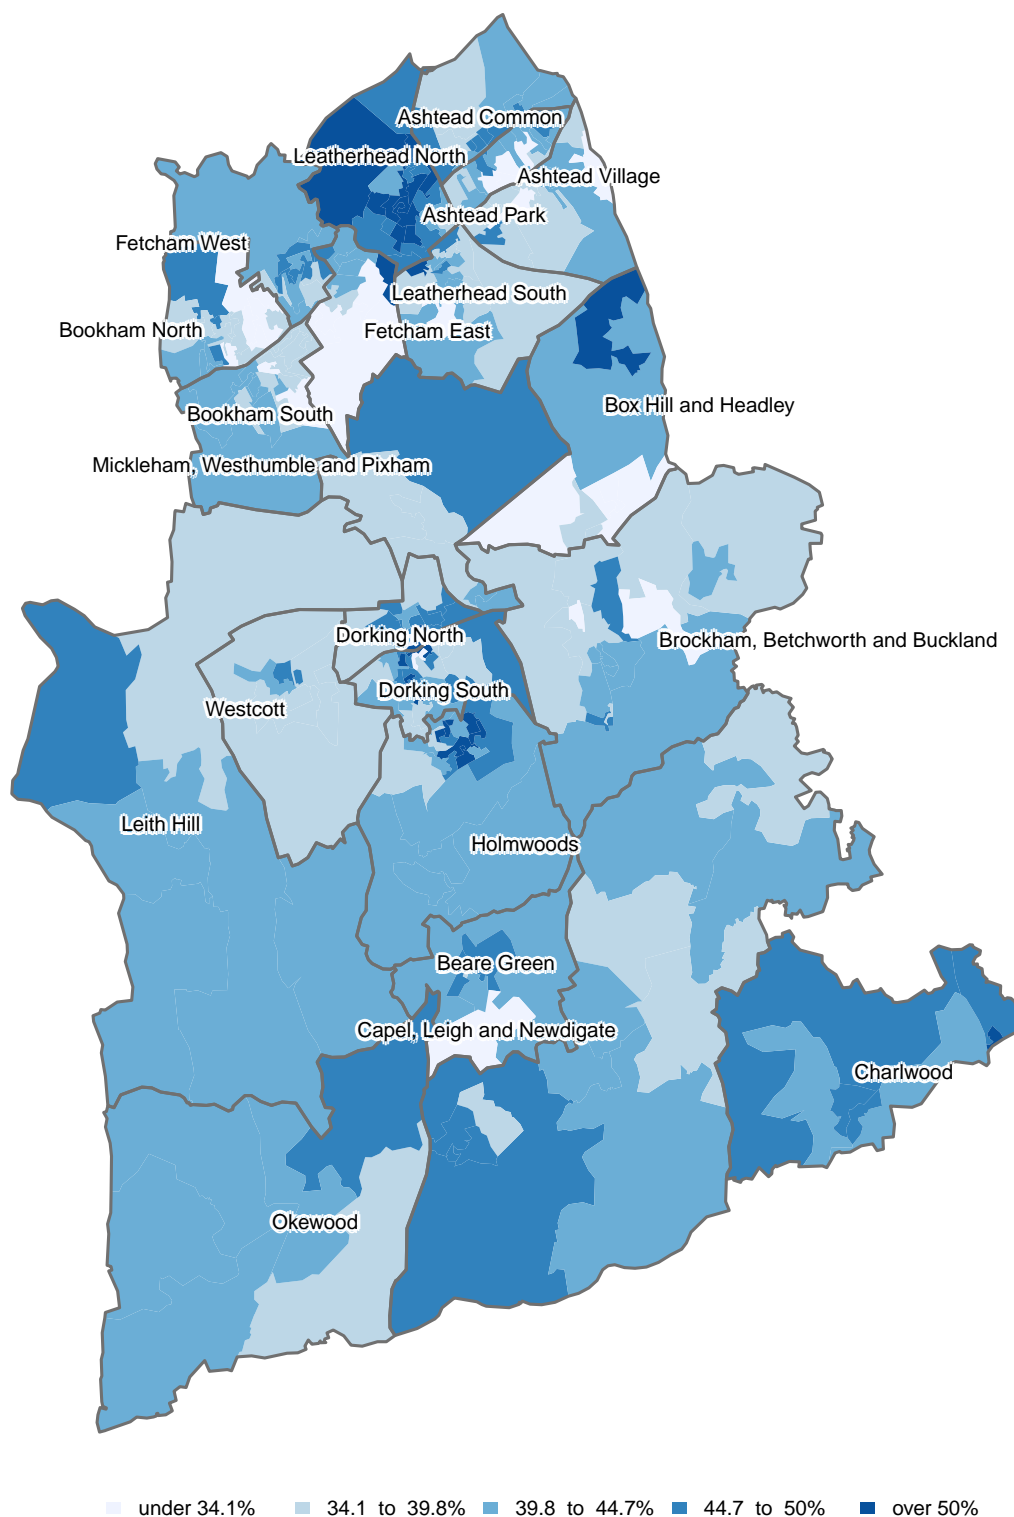 Ashtead Common
Leatherhead North
Ashtead Village
Ashtead Park
Fetcham West
Leatherhead South
Bookham North
Fetcham East
Box Hill and Headley
Bookham South
Mickleham, Westhumble and Pixham
Dorking North
Brockham, Betchworth and Buckland
Dorking South
Westcott
Leith Hill
Holmwoods
Beare Green
Capel, Leigh and Newdigate
Charlwood
Okewood
under 34.1% 34.1 to 39.8% 39.8 to 44.7% 44.7 to 50% over 50%